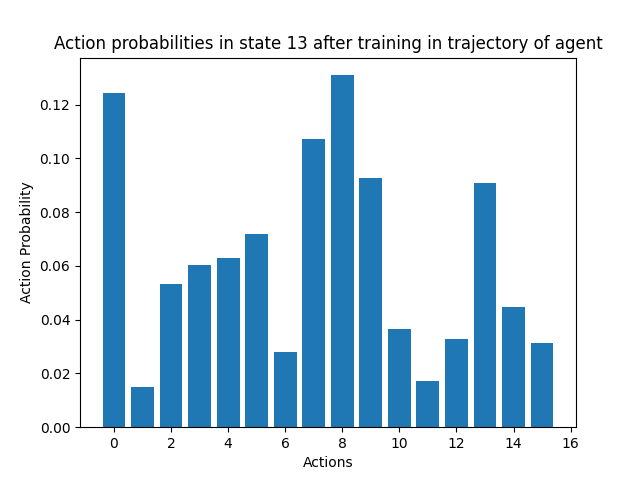 Action probabilities in state 13 after training in trajectory of agent
0.12
0.10
0.08
0.06
0.04
0.02
0.00
Action Probability
0 2 4 6 8 10 12 14 16
Actions